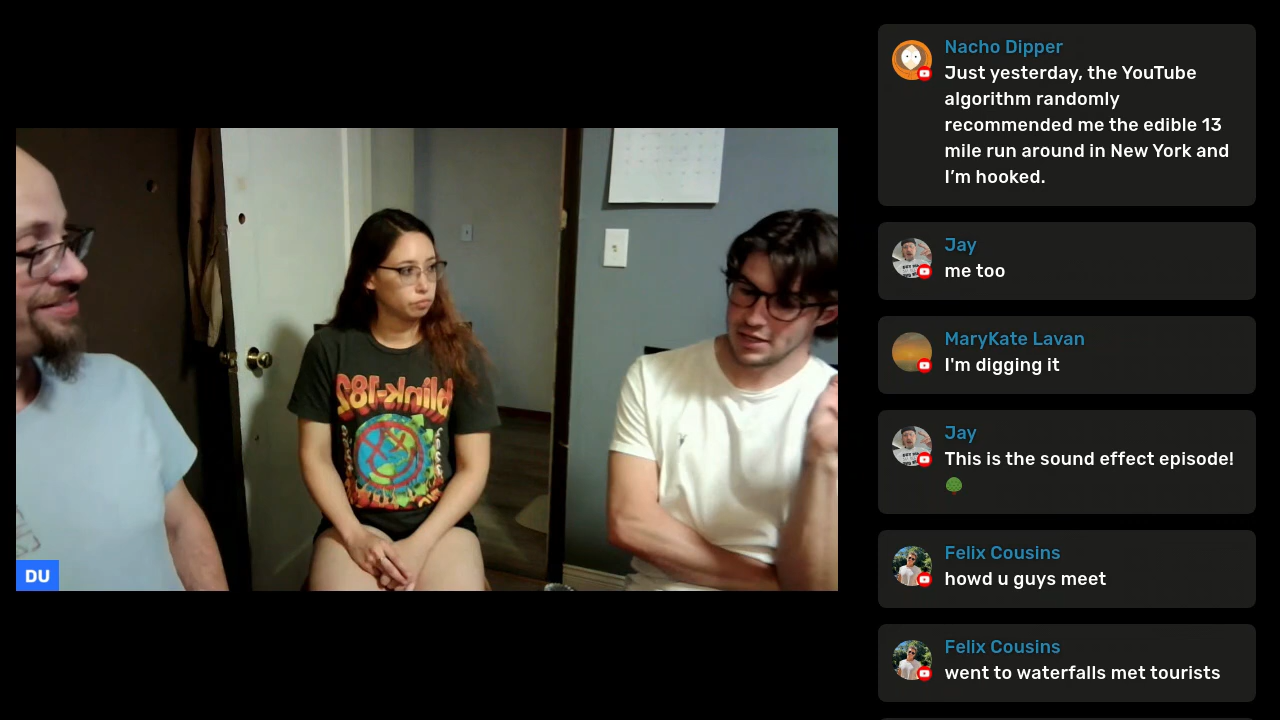 Nacho Dipper
Just yesterday, the YouTube
algorithm randomly
recommended me the edible 13
mile run around in New York and
I’m hooked.
Jay
me too
MaryKate Lavan
I'm digging it
Jay
This is the sound effect episode!
🌳
Felix Cousins
howd u guys meet
Felix Cousins
went to waterfalls met tourists
blink-182
DU